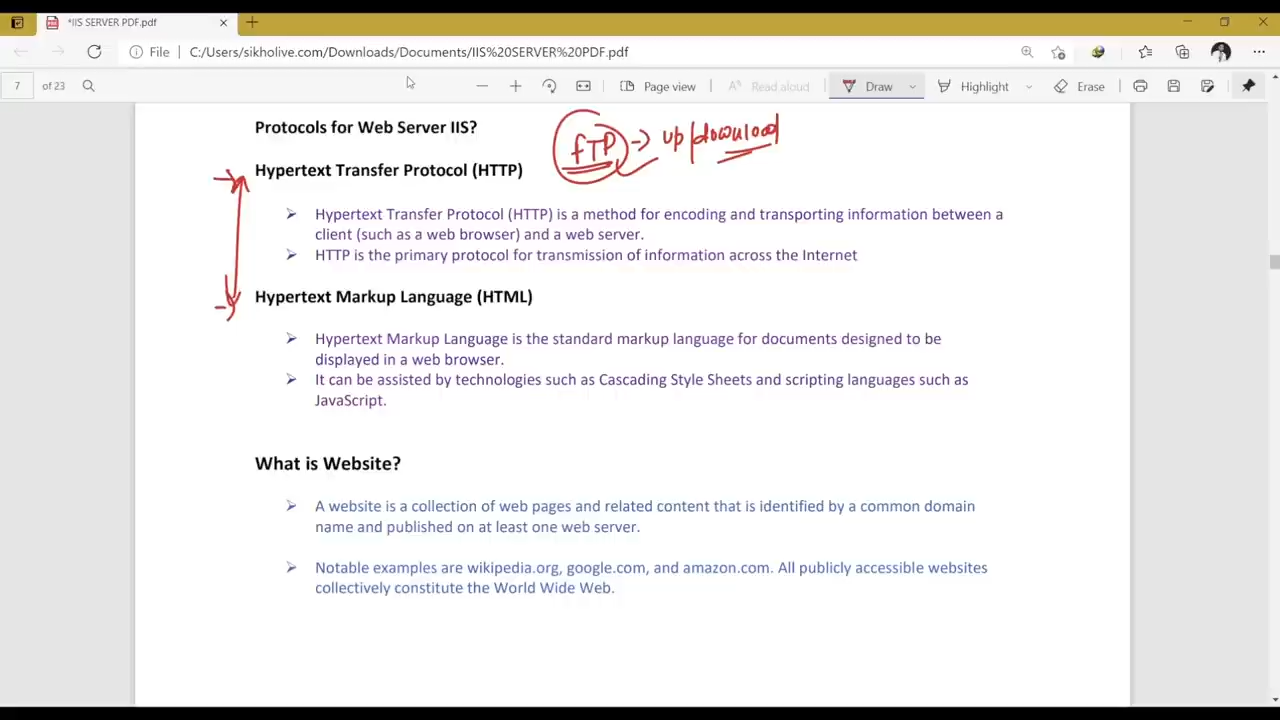 *IIS SERVER PDF.pdf
File C:/Users/sikholive.com/Downloads/Documents/IIS%20SERVER%20PDF.pdf
7 of 23 Page view Read aloud Draw Highlight Erase
Protocols for Web Server IIS?
FTP → up/download
Hypertext Transfer Protocol (HTTP)
➢ Hypertext Transfer Protocol (HTTP) is a method for encoding and transporting information between a
client (such as a web browser) and a web server.
➢ HTTP is the primary protocol for transmission of information across the Internet
Hypertext Markup Language (HTML)
➢ Hypertext Markup Language is the standard markup language for documents designed to be
displayed in a web browser.
➢ It can be assisted by technologies such as Cascading Style Sheets and scripting languages such as
JavaScript.
What is Website?
➢ A website is a collection of web pages and related content that is identified by a common domain
name and published on at least one web server.
➢ Notable examples are wikipedia.org, google.com, and amazon.com. All publicly accessible websites
collectively constitute the World Wide Web.